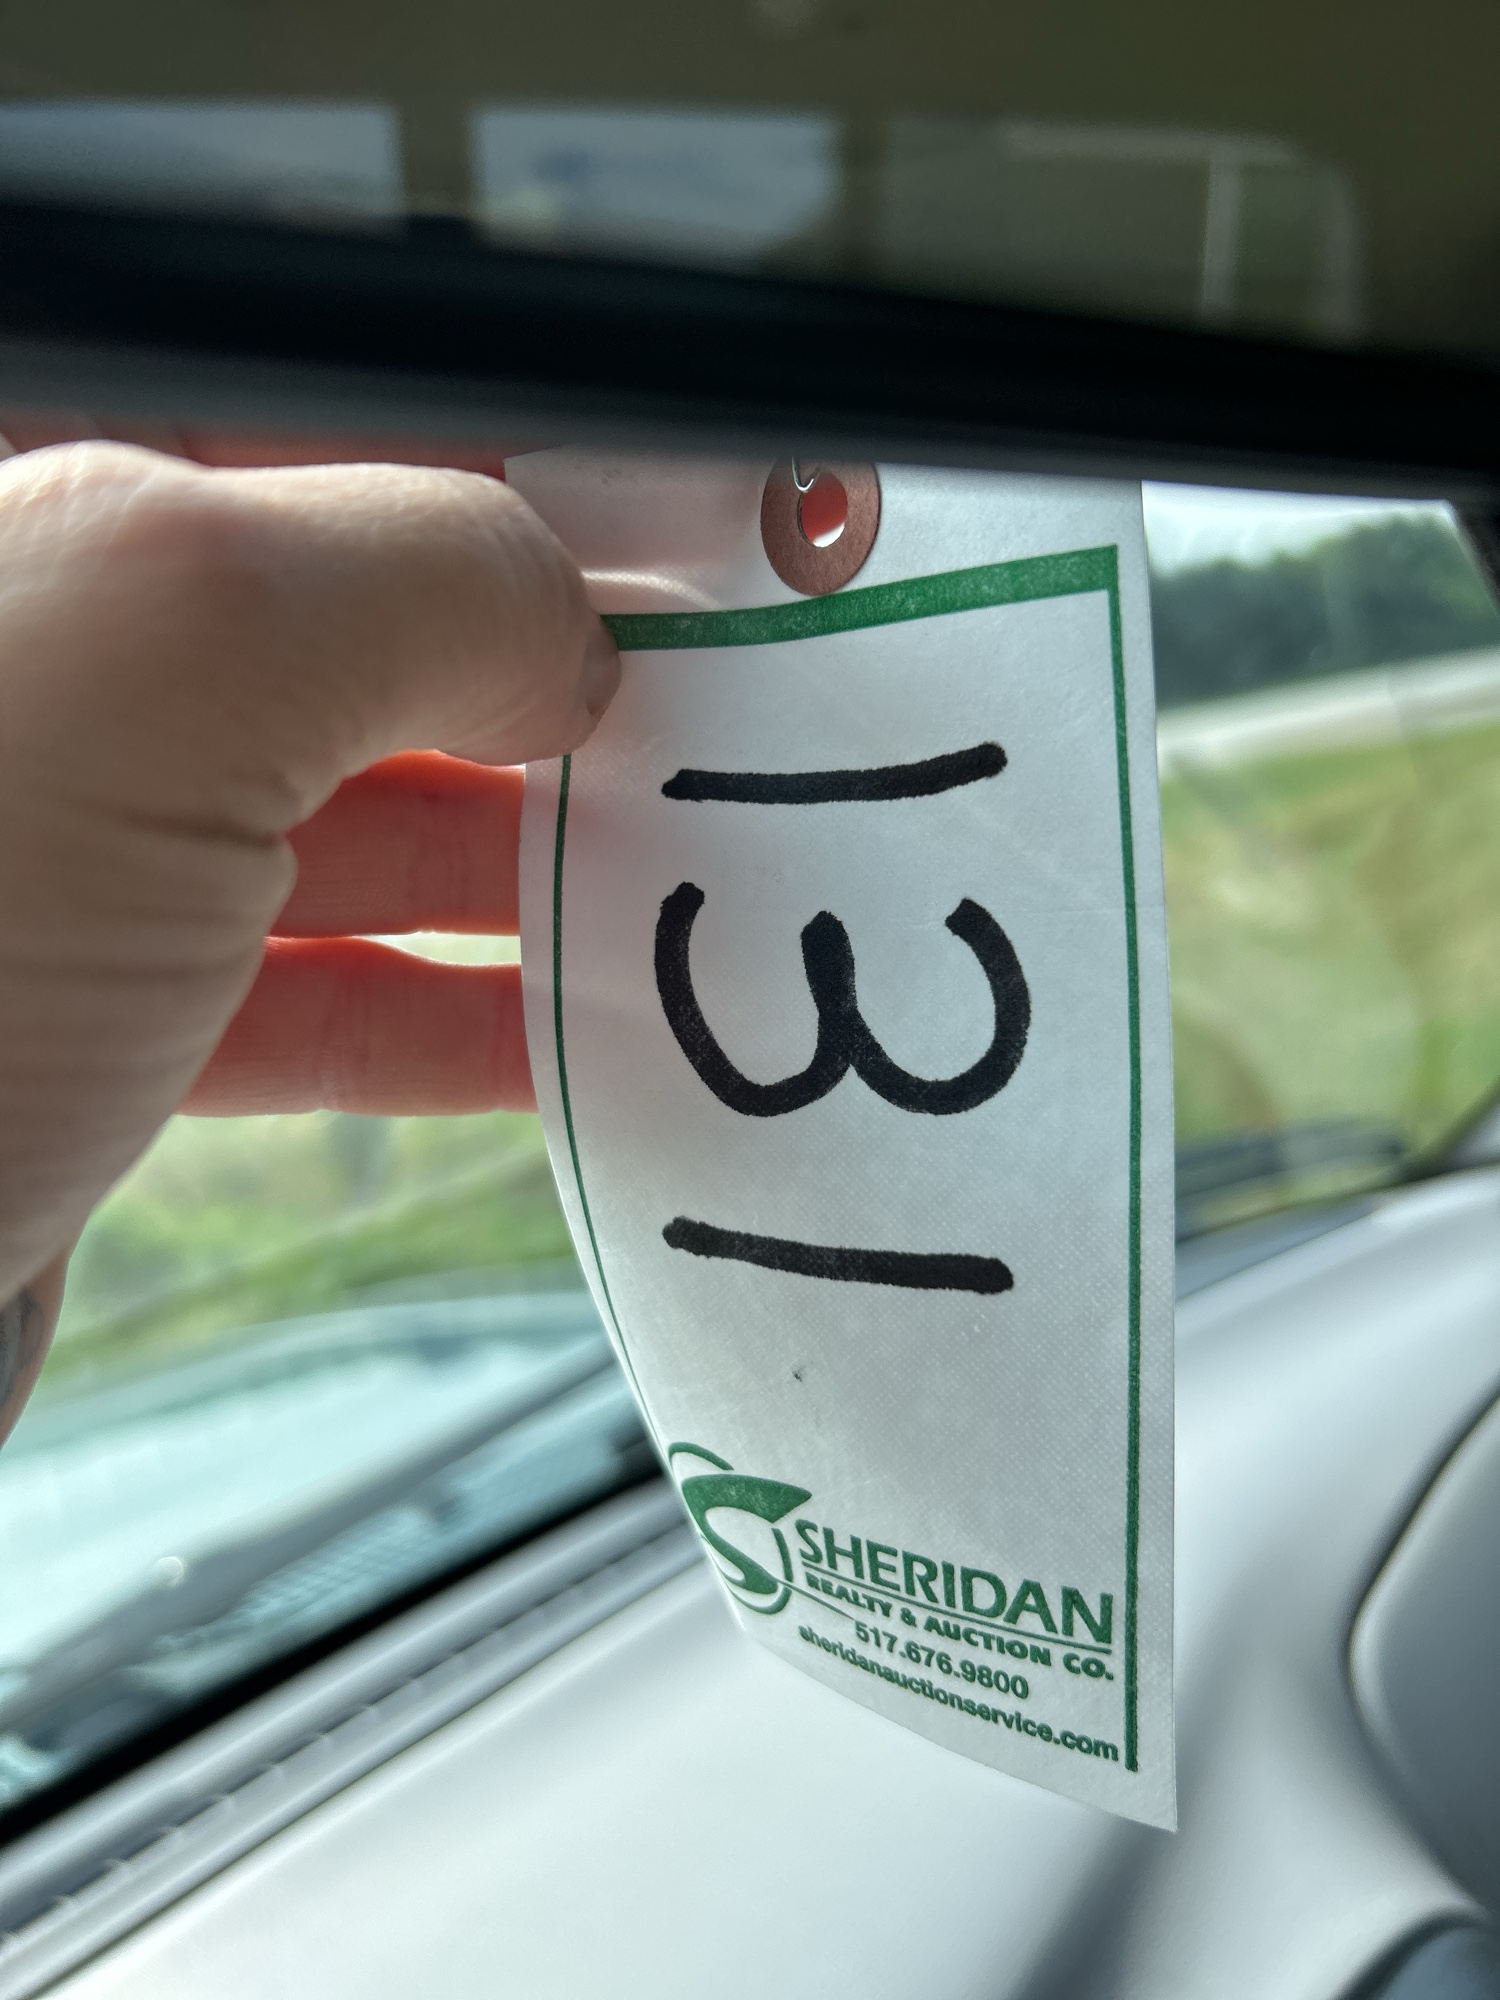 131
SHERIDAN
REALTY & AUCTION CO.
517.676.9800
sheridanauctionservice.com